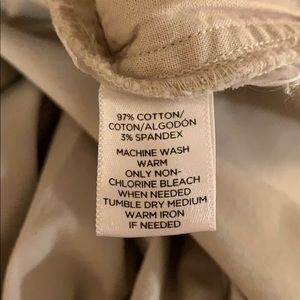 97% COTTON/
COTON/ALGODÓN
3% SPANDEX
MACHINE WASH
WARM
ONLY NON-
CHLORINE BLEACH
WHEN NEEDED
TUMBLE DRY MEDIUM
WARM IRON
IF NEEDED